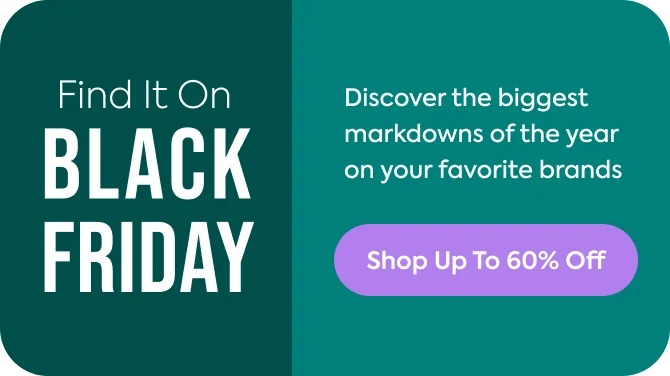 Find It On
BLACK
FRIDAY
Discover the biggest
markdowns of the year
on your favorite brands
Shop Up To 60% Off